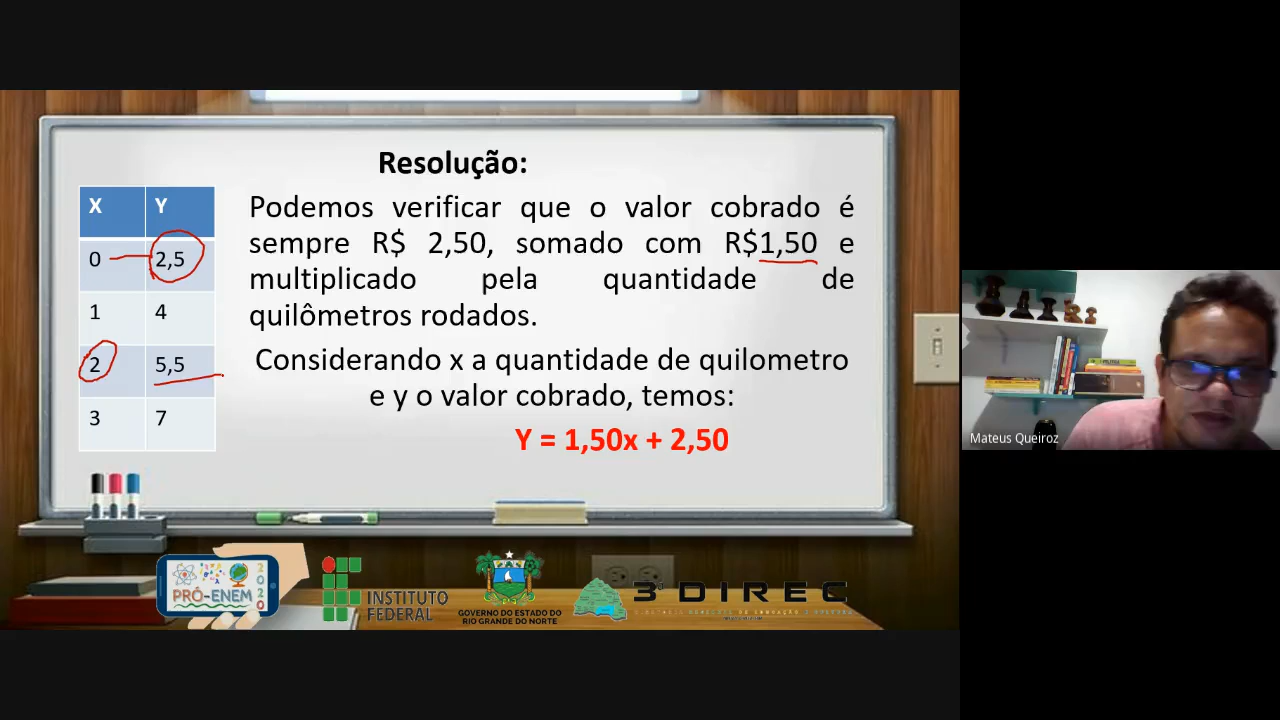 Resolução:
X Y
0 2,5
1 4
2 5,5
3 7
Podemos verificar que o valor cobrado é
sempre R$ 2,50, somado com R$1,50 e
multiplicado pela quantidade de
quilômetros rodados.
Considerando x a quantidade de quilometro
e y o valor cobrado, temos:
Y = 1,50x + 2,50
PRÓ-ENEM
2020
INSTITUTO
FEDERAL
GOVERNO DO ESTADO DO
RIO GRANDE DO NORTE
3ª DIREC
Mateus Queiroz